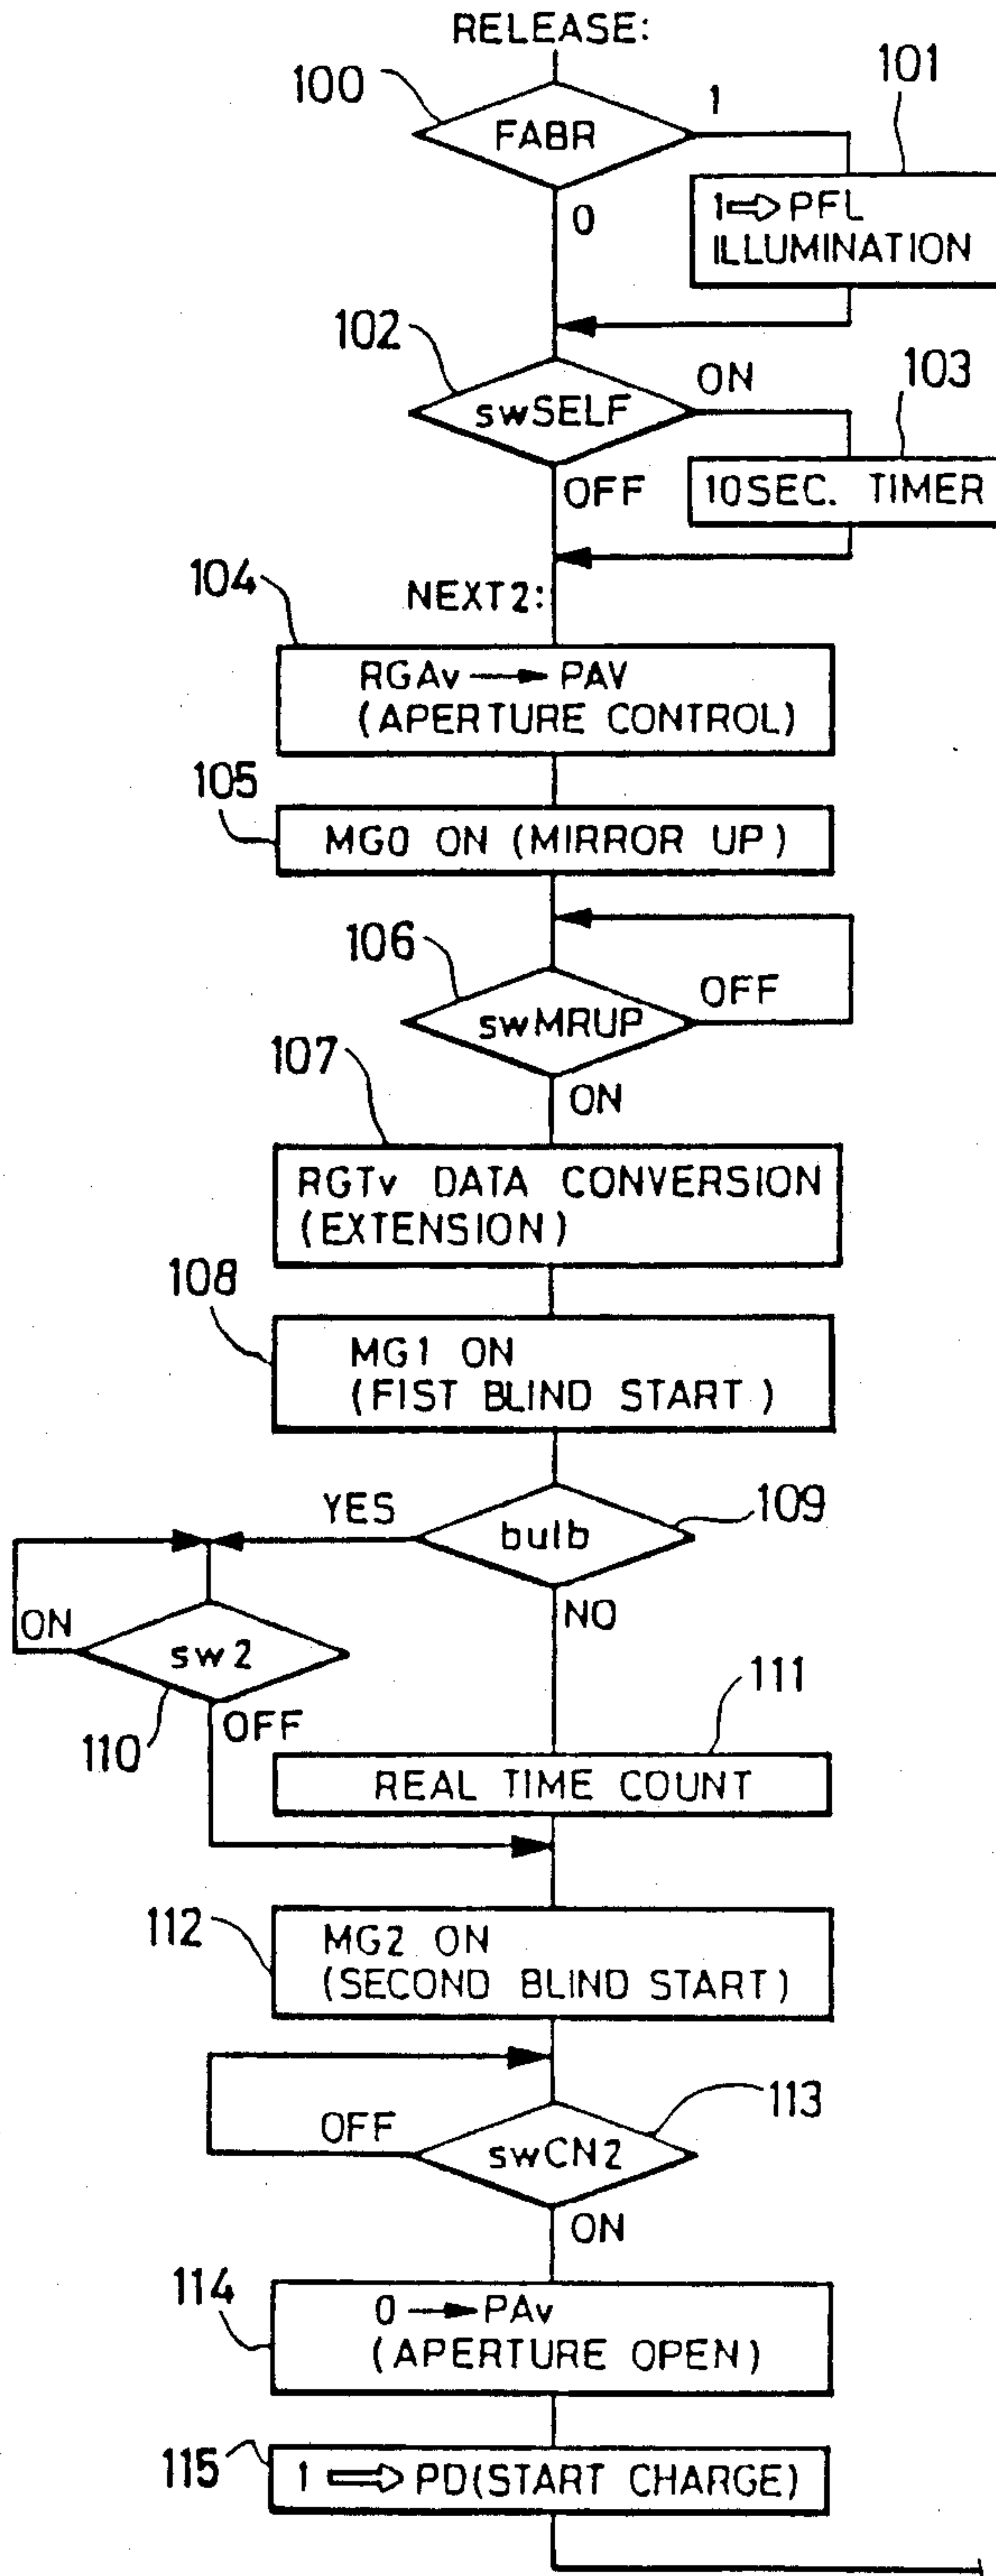 RELEASE:
100
FABR
1
101
1⇒PFL
ILLUMINATION
0
102
swSELF
ON
103
10SEC. TIMER
OFF
104
NEXT2:
RGAv → PAV
(APERTURE CONTROL)
105
MG0 ON (MIRROR UP)
106
swMRUP
OFF
107
ON
RGTv DATA CONVERSION
(EXTENSION)
108
MG1 ON
(FIST BLIND START)
YES
bulb
109
NO
ON
sw2
110
OFF
111
REAL TIME COUNT
112
MG2 ON
(SECOND BLIND START)
OFF
swCN2
113
ON
114
0 → PAv
(APERTURE OPEN)
115
1 ⇒ PD(START CHARGE)